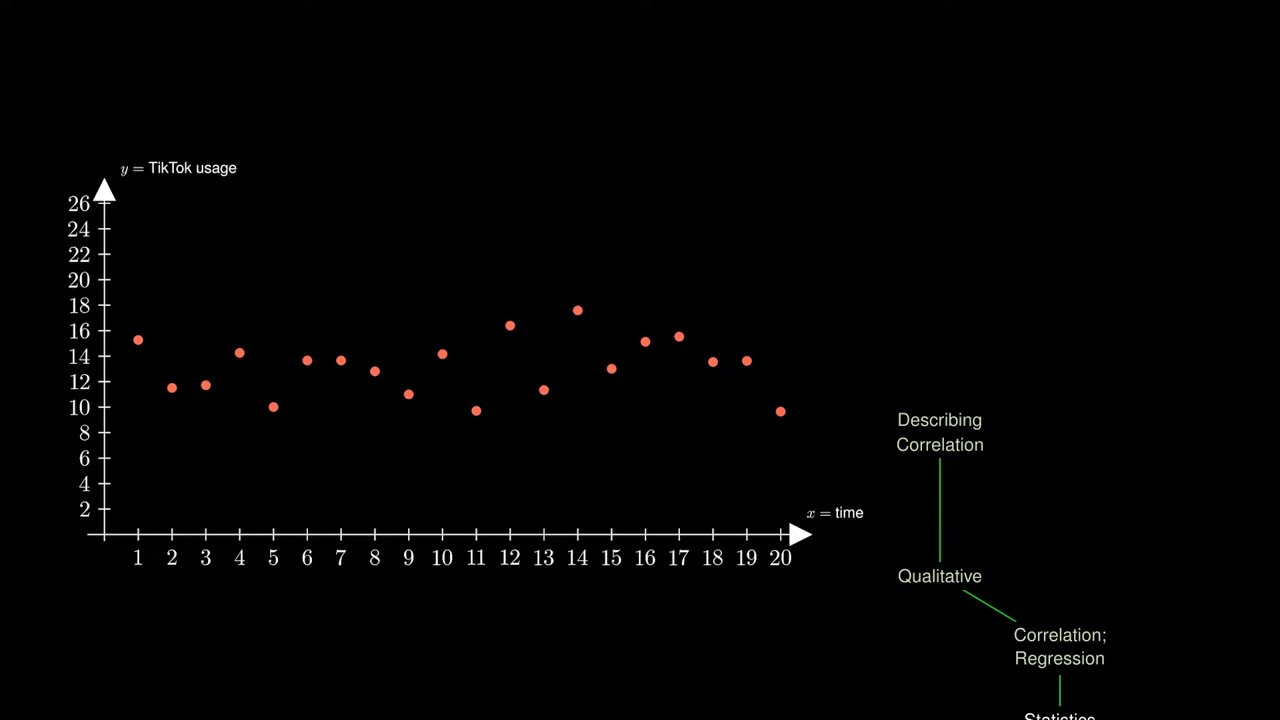 y = TikTok usage
26
24
22
20
18
16
14
12
10
8
6
4
2
x = time
1 2 3 4 5 6 7 8 9 10 11 12 13 14 15 16 17 18 19 20
Describing
Correlation
Qualitative
Correlation;
Regression
Statistics